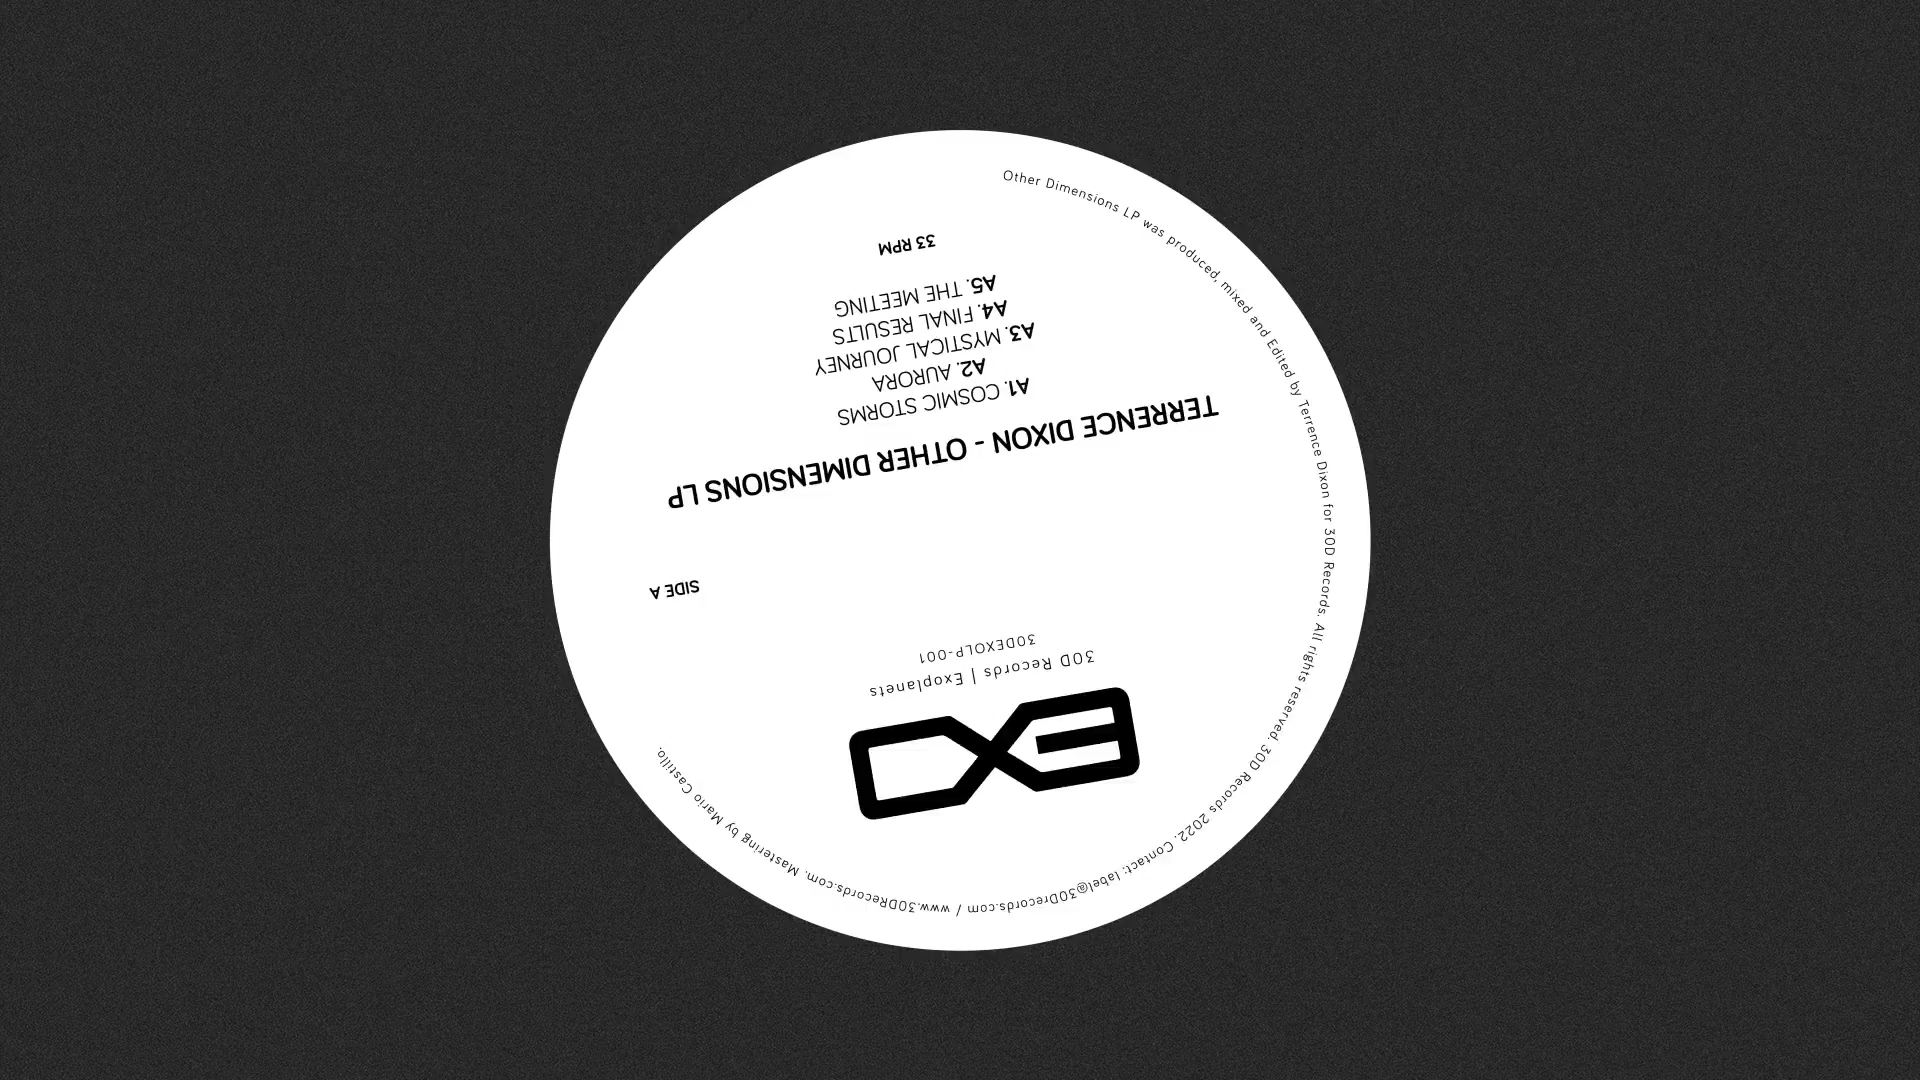 30D Records | Exoplanets
30DEXOLP-001
SIDE A
TERRENCE DIXON - OTHER DIMENSIONS LP
A1. COSMIC STORMS
A2. AURORA
A3. MYSTICAL JOURNEY
A4. FINAL RESULTS
A5. THE MEETING
33 RPM
Other Dimensions LP was produced, mixed and Edited by Terrence Dixon for 30D Records. All rights reserved. 30D Records 2022. Contact: label@30Drecords.com / www.30DRecords.com. Mastering by Mario Castillo.